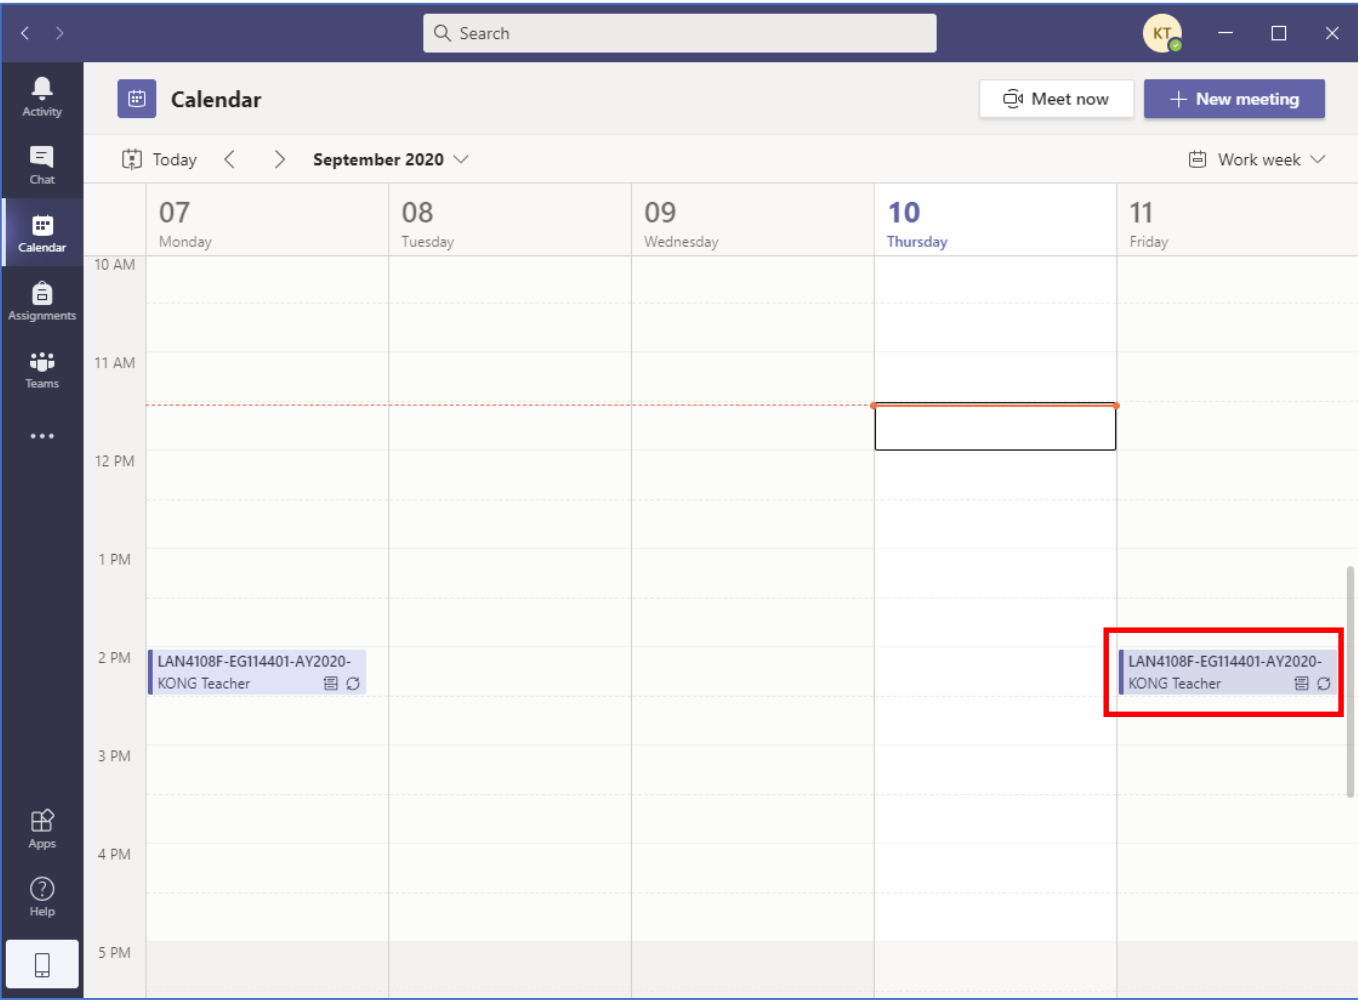 Search
KT
Activity
Chat
Calendar
Assignments
Teams
Apps
Help
Calendar
Meet now
New meeting
Today
September 2020
Work week
07
Monday
08
Tuesday
09
Wednesday
10
Thursday
11
Friday
10 AM
11 AM
12 PM
1 PM
2 PM
3 PM
4 PM
5 PM
LAN4108F-EG114401-AY2020-
KONG Teacher
LAN4108F-EG114401-AY2020-
KONG Teacher